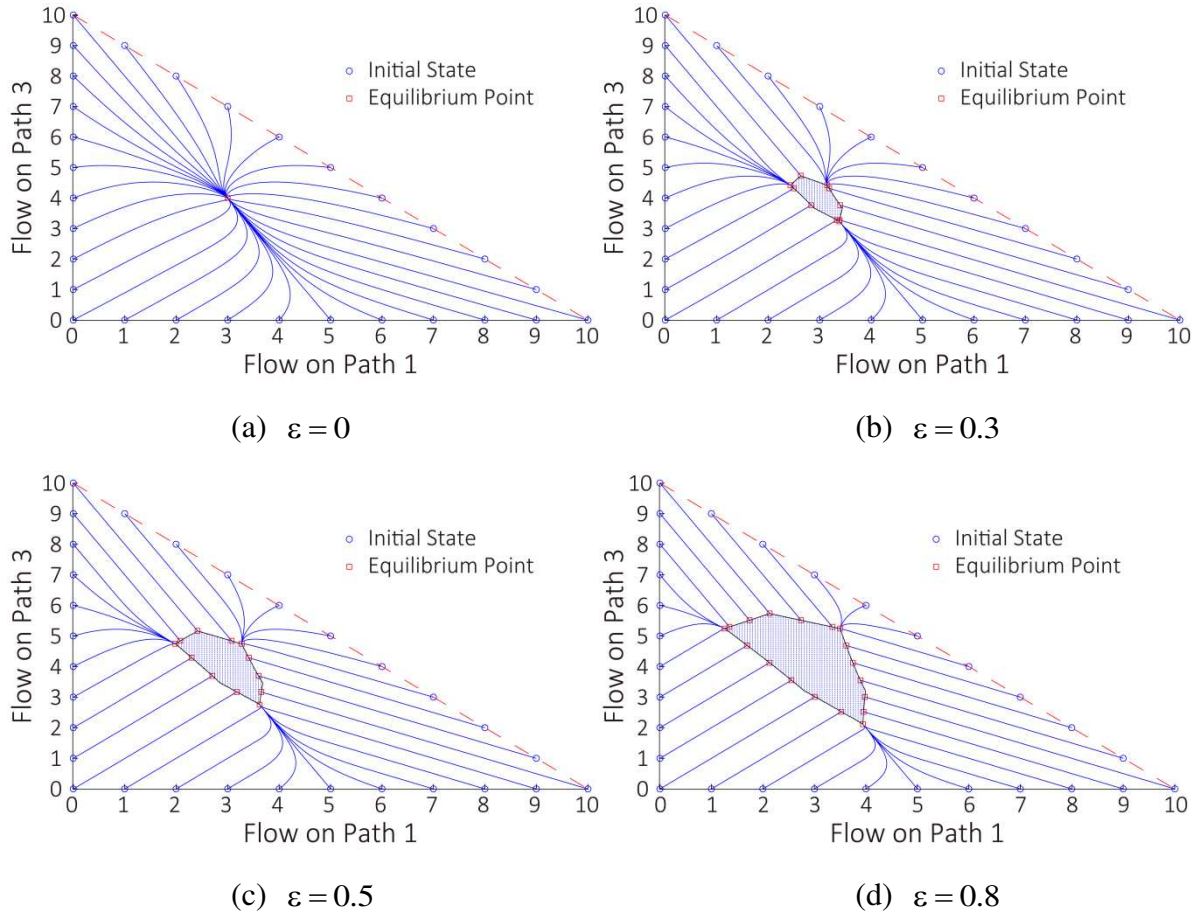 10
9
8
7
6
5
4
3
2
1
0
Flow on Path 3
Initial State
Equilibrium Point
0 1 2 3 4 5 6 7 8 9 10
Flow on Path 1
(a) ε = 0
10
9
8
7
6
5
4
3
2
1
0
Flow on Path 3
Initial State
Equilibrium Point
0 1 2 3 4 5 6 7 8 9 10
Flow on Path 1
(b) ε = 0.3
10
9
8
7
6
5
4
3
2
1
0
Flow on Path 3
Initial State
Equilibrium Point
0 1 2 3 4 5 6 7 8 9 10
Flow on Path 1
(c) ε = 0.5
10
9
8
7
6
5
4
3
2
1
0
Flow on Path 3
Initial State
Equilibrium Point
0 1 2 3 4 5 6 7 8 9 10
Flow on Path 1
(d) ε = 0.8